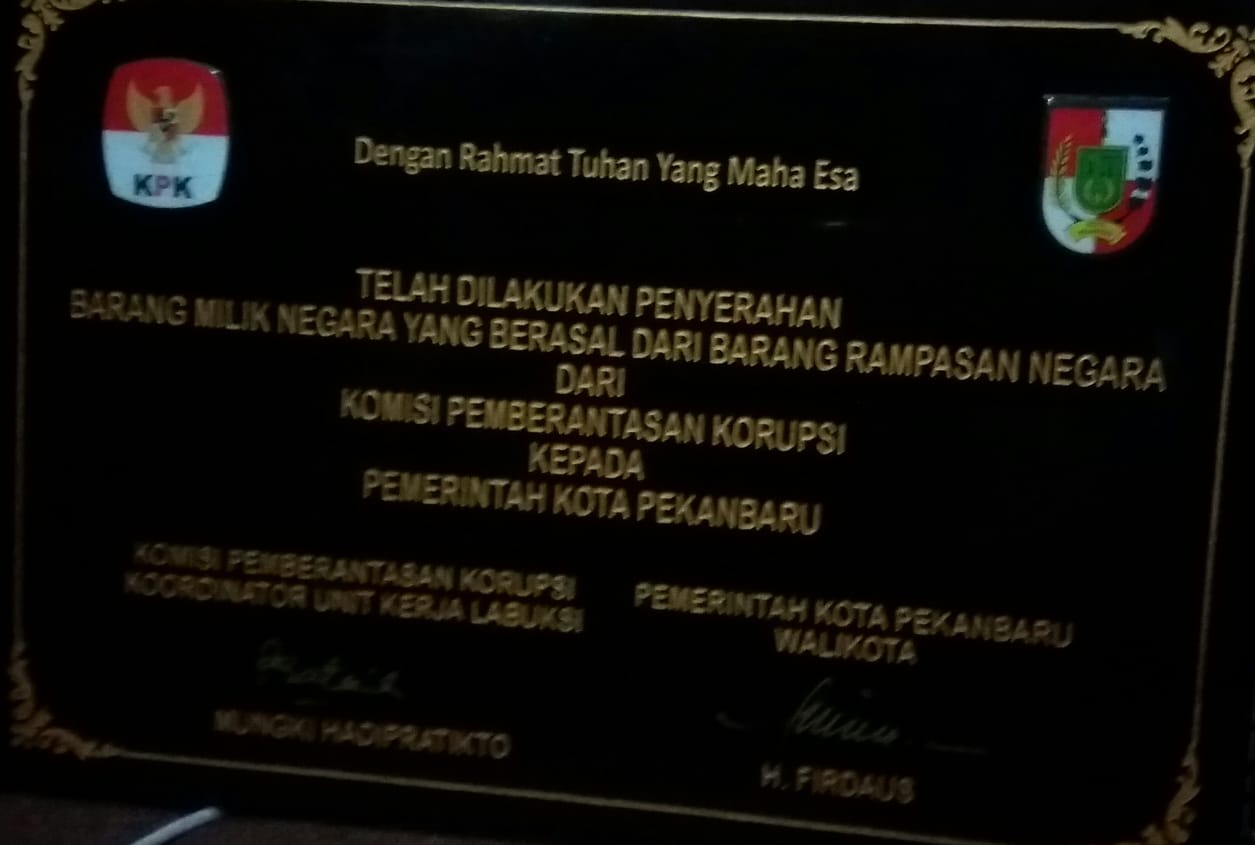 KPK
Dengan Rahmat Tuhan Yang Maha Esa
TELAH DILAKUKAN PENYERAHAN
BARANG MILIK NEGARA YANG BERASAL DARI BARANG RAMPASAN NEGARA
DARI
KOMISI PEMBERANTASAN KORUPSI
KEPADA
PEMERINTAH KOTA PEKANBARU
KOMISI PEMBERANTASAN KORUPSI
KOORDINATOR UNIT KERJA LABUKSI
MUNGKI HADIPRATIKTO
PEMERINTAH KOTA PEKANBARU
WALIKOTA
H. FIRDAUS